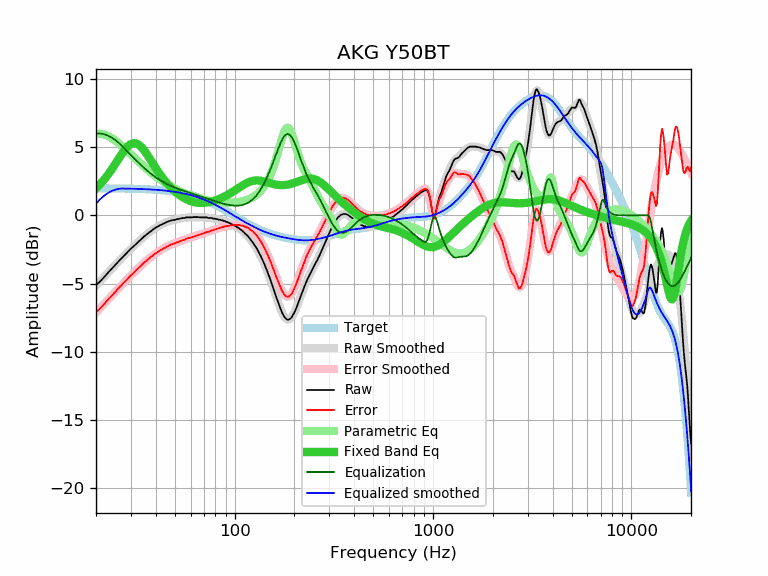 AKG Y50BT
10
5
0
−5
−10
−15
−20
Amplitude (dBr)
Target
Raw Smoothed
Error Smoothed
Raw
Error
Parametric Eq
Fixed Band Eq
Equalization
Equalized smoothed
100 1000 10000
Frequency (Hz)